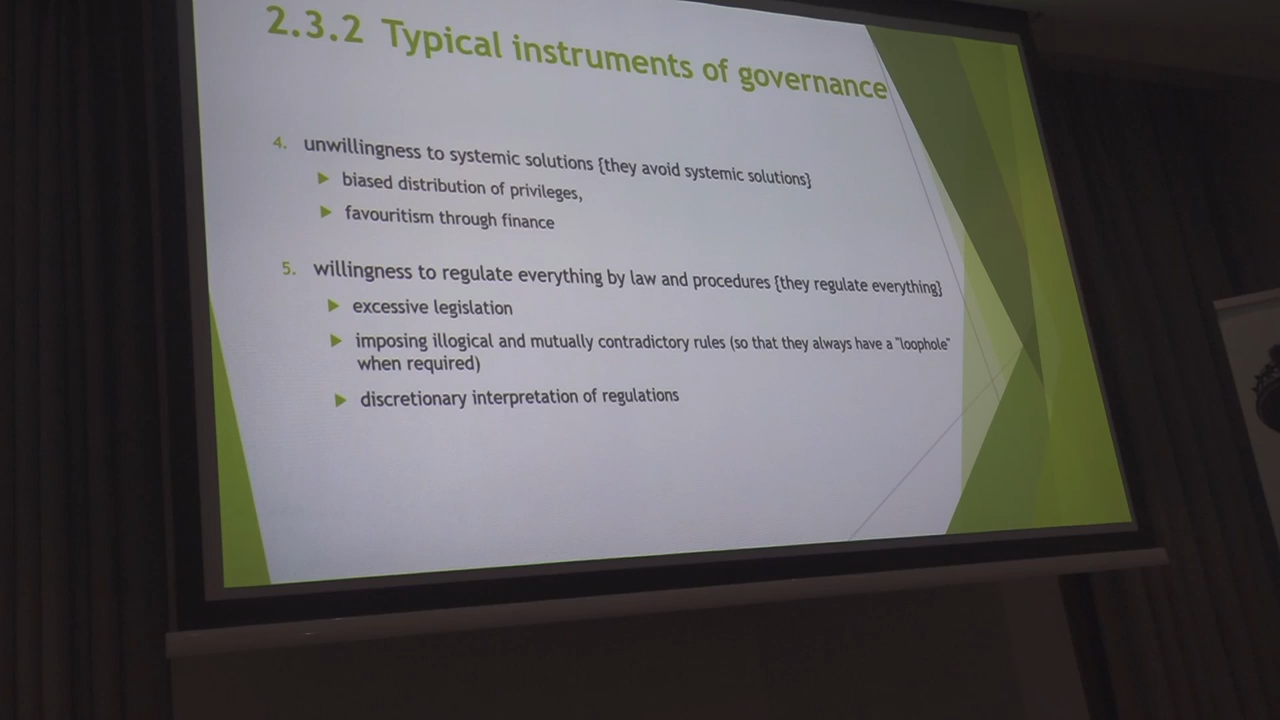 2.3.2 Typical instruments of governance
4. unwillingness to systemic solutions {they avoid systemic solutions}
biased distribution of privileges,
favouritism through finance
5. willingness to regulate everything by law and procedures {they regulate everything}
excessive legislation
imposing illogical and mutually contradictory rules (so that they always have a "loophole"
when required)
discretionary interpretation of regulations